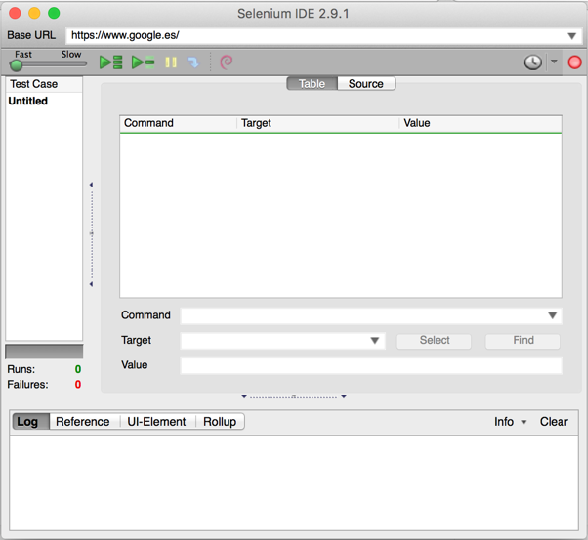 Selenium IDE 2.9.1
Base URL https://www.google.es/
Fast Slow
Test Case
Untitled
Table Source
Command Target Value
Command
Target Select Find
Value
Runs: 0
Failures: 0
Log Reference UI-Element Rollup Info Clear